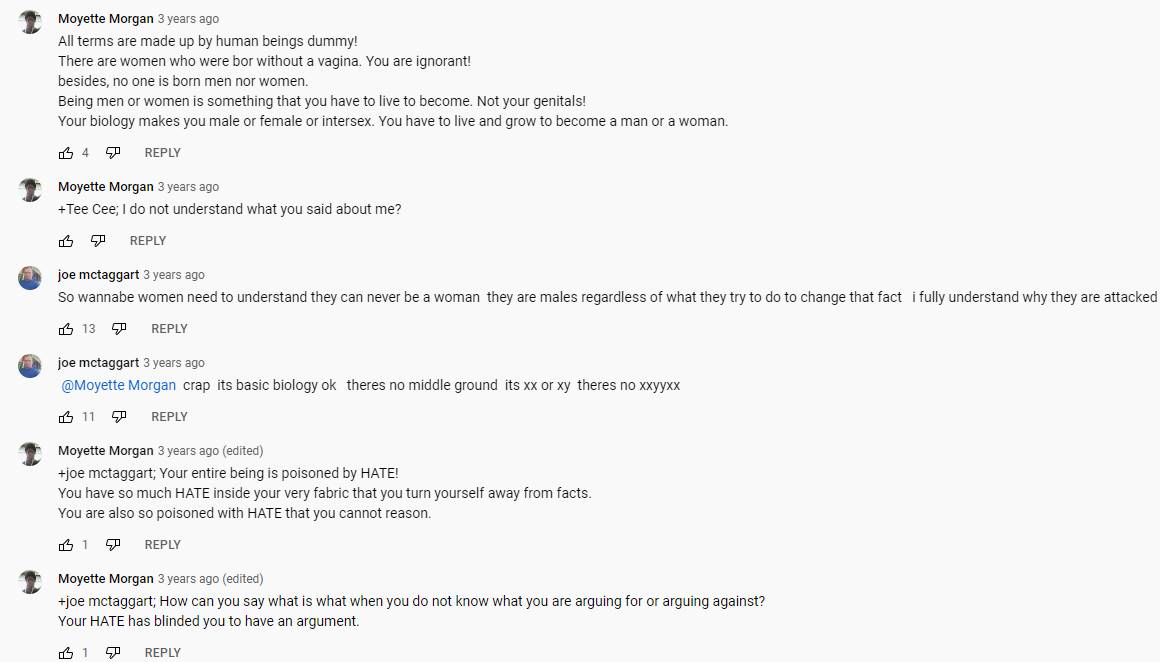 Moyette Morgan 3 years ago
All terms are made up by human beings dummy!
There are women who were bor without a vagina. You are ignorant!
besides, no one is born men nor women.
Being men or women is something that you have to live to become. Not your genitals!
Your biology makes you male or female or intersex. You have to live and grow to become a man or a woman.
4 REPLY
Moyette Morgan 3 years ago
+Tee Cee; I do not understand what you said about me?
REPLY
joe mctaggart 3 years ago
So wannabe women need to understand they can never be a woman  they are males regardless of what they try to do to change that fact   i fully understand why they are attacked
13 REPLY
joe mctaggart 3 years ago
@Moyette Morgan  crap  its basic biology ok   theres no middle ground  its xx or xy  theres no xxyyxx
11 REPLY
Moyette Morgan 3 years ago (edited)
+joe mctaggart; Your entire being is poisoned by HATE!
You have so much HATE inside your very fabric that you turn yourself away from facts.
You are also so poisoned with HATE that you cannot reason.
1 REPLY
Moyette Morgan 3 years ago (edited)
+joe mctaggart; How can you say what is what when you do not know what you are arguing for or arguing against?
Your HATE has blinded you to have an argument.
1 REPLY